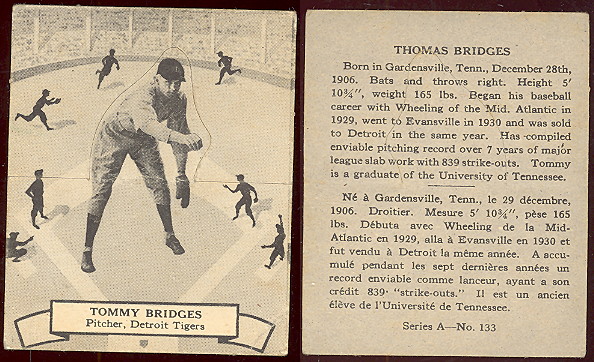 TOMMY BRIDGES
Pitcher, Detroit Tigers
THOMAS BRIDGES
Born in Gardensville, Tenn., December 28th,
1906. Bats and throws right. Height 5'
10¾", weight 165 lbs. Began his baseball
career with Wheeling of the Mid. Atlantic in
1929, went to Evansville in 1930 and was sold
to Detroit in the same year. Has compiled
enviable pitching record over 7 years of major
league slab work with 839 strike-outs. Tommy
is a graduate of the University of Tennessee.
Né à Gardensville, Tenn., le 29 décembre,
1906. Droitier. Mesure 5' 10¾", pèse 165
lbs. Débuta avec Wheeling de la Mid-
Atlantic en 1929, alla à Evansville en 1930 et
fut vendu à Detroit la même année. A accu-
mulé pendant les sept dernières années un
record enviable comme lanceur, ayant a son
crédit 839 "strike-outs." Il est un ancien
élève de l'Université de Tennessee.
Series A—No. 133